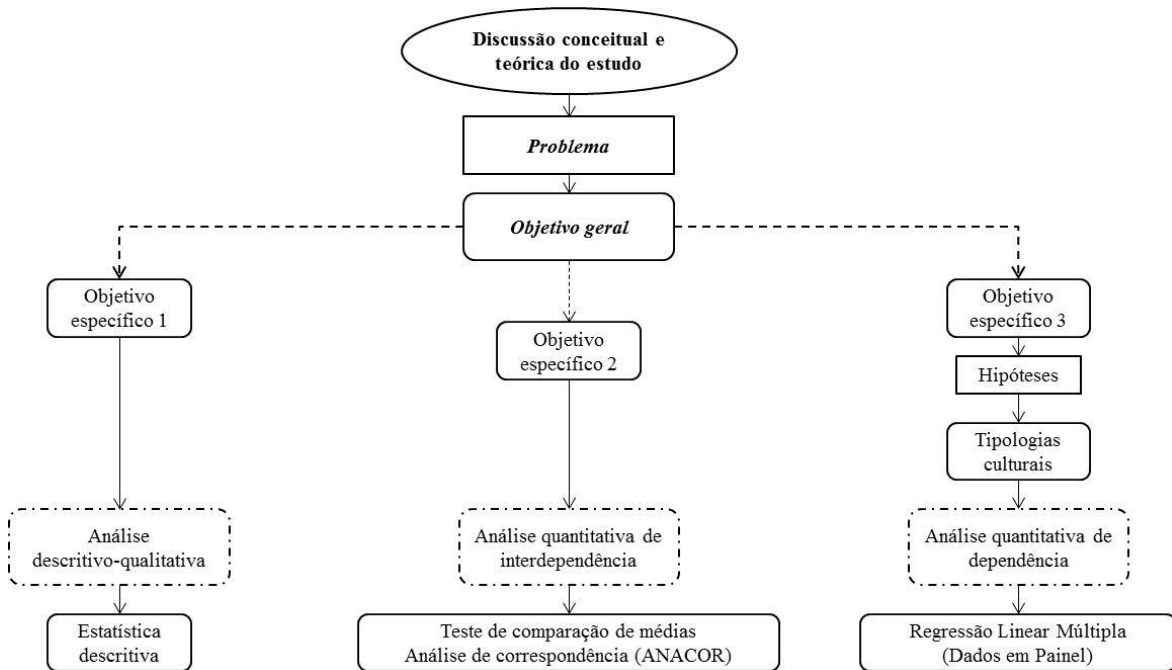 Discussão conceitual e
teórica do estudo
Problema
Objetivo geral
Objetivo
específico 1
Objetivo
específico 2
Objetivo
específico 3
Hipóteses
Tipologias
culturais
Análise
descritivo-qualitativa
Análise quantitativa de
interdependência
Análise quantitativa de
dependência
Estatística
descritiva
Teste de comparação de médias
Análise de correspondência (ANACOR)
Regressão Linear Múltipla
(Dados em Painel)